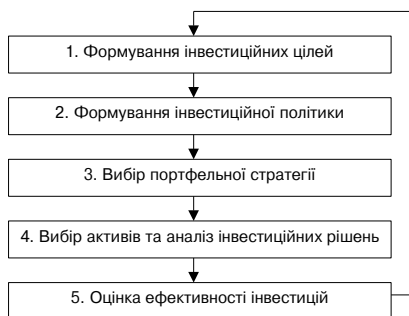 1. Формування інвестиційних цілей
2. Формування інвестиційної політики
3. Вибір портфельної стратегії
4. Вибір активів та аналіз інвестиційних рішень
5. Оцінка ефективності інвестицій